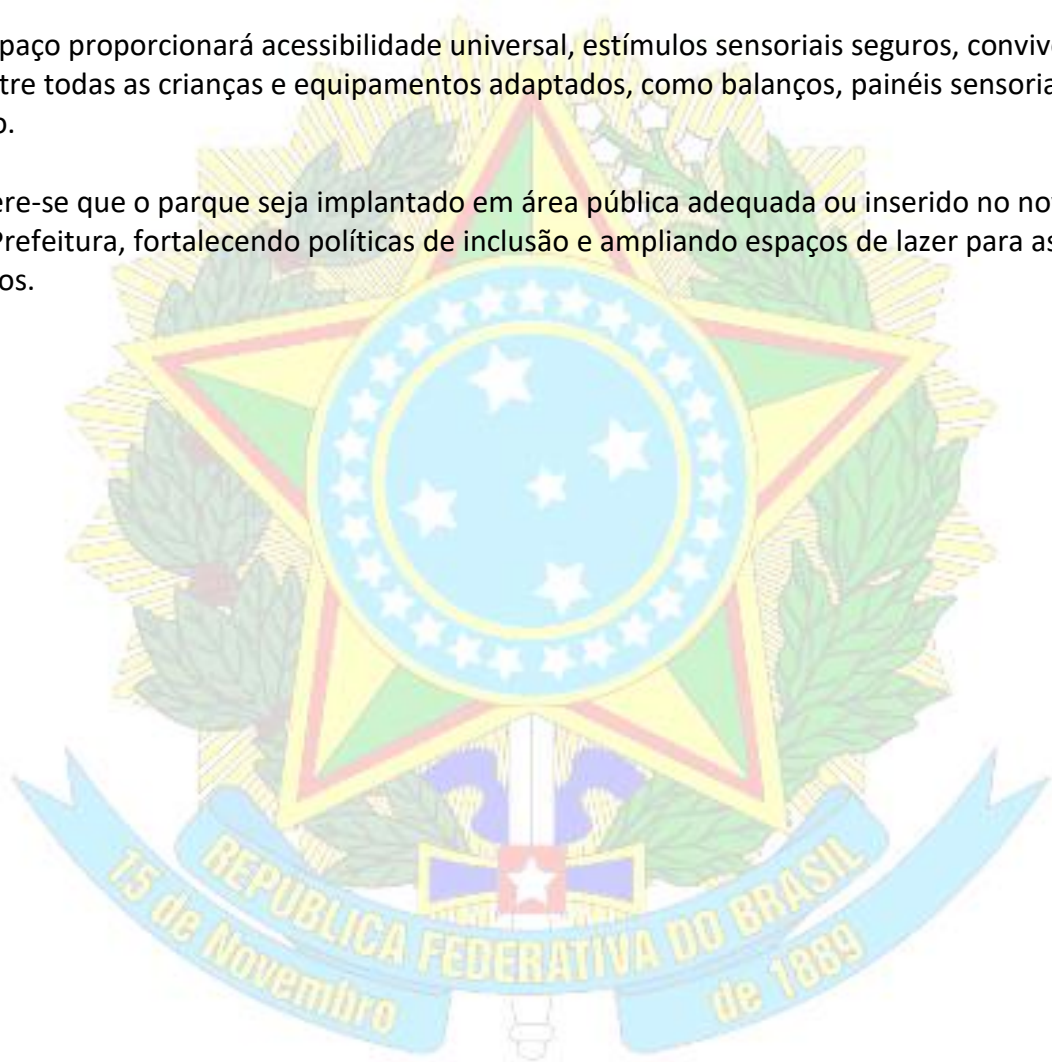 paço proporcionará acessibilidade universal, estímulos sensoriais seguros, convivê
tre todas as crianças e equipamentos adaptados, como balanços, painéis sensoria
o.
ere-se que o parque seja implantado em área pública adequada ou inserido no no
Prefeitura, fortalecendo políticas de inclusão e ampliando espaços de lazer para as
os.
REPUBLICA FEDERATIVA DO BRASIL
15 de Novembro
de 1889